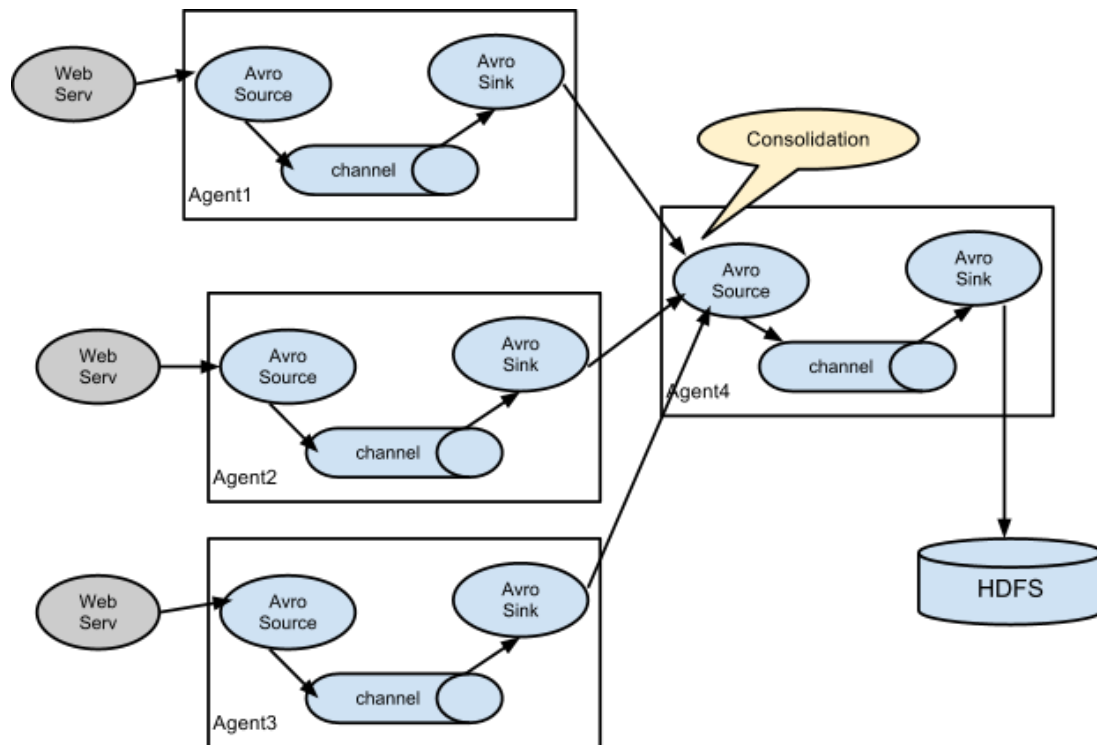 Web
Serv
Avro
Source
Avro
Sink
channel
Agent1
Consolidation
Web
Serv
Avro
Source
Avro
Sink
channel
Agent2
Avro
Source
Avro
Sink
channel
Agent4
Web
Serv
Avro
Source
Avro
Sink
channel
Agent3
HDFS